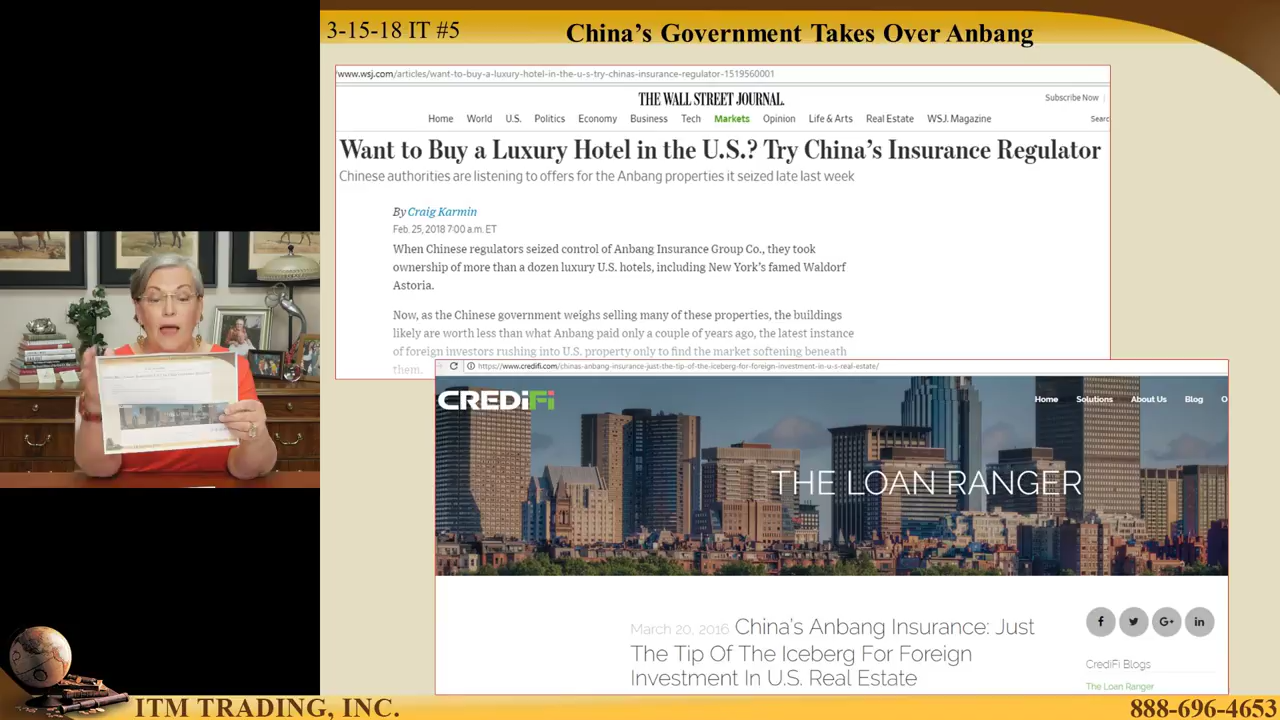 3-15-18 IT #5
China's Government Takes Over Anbang
www.wsj.com/articles/want-to-buy-a-luxury-hotel-in-the-u-s-try-chinas-insurance-regulator-1519560001
THE WALL STREET JOURNAL.
Subscribe Now
Home World U.S. Politics Economy Business Tech Markets Opinion Life & Arts Real Estate WSJ. Magazine
Searc
Want to Buy a Luxury Hotel in the U.S.? Try China's Insurance Regulator
Chinese authorities are listening to offers for the Anbang properties it seized late last week
By Craig Karmin
Feb. 25, 2018 7:00 a.m. ET
When Chinese regulators seized control of Anbang Insurance Group Co., they took
ownership of more than a dozen luxury U.S. hotels, including New York's famed Waldorf
Astoria.
Now, as the Chinese government weighs selling many of these properties, the buildings
likely are worth less than what Anbang paid only a couple of years ago, the latest instance
of foreign investors rushing into U.S. property only to find the market softening beneath
them.
https://www.credifi.com/chinas-anbang-insurance-just-the-tip-of-the-iceberg-for-foreign-investment-in-u-s-real-estate/
CREDiFi
Home Solutions About Us Blog O
THE LOAN RANGER
March 20, 2016 China's Anbang Insurance: Just
The Tip Of The Iceberg For Foreign
Investment In U.S. Real Estate
f G+ in
CrediFi Blogs
The Loan Ranger
ITM TRADING, INC.
888-696-4653